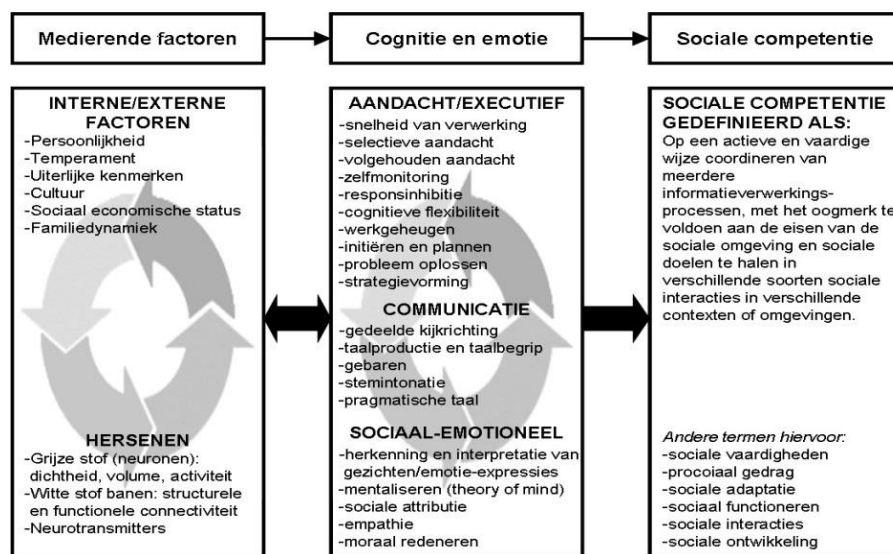 Medierende factoren
Cognitie en emotie
Sociale competentie
INTERNE/EXTERNE
FACTOREN
-Persoonlijkheid
-Temperament
-Uiterlijke kenmerken
-Cultuur
-Sociaal economische status
-Familiedynamiek
HERSENEN
-Grijze stof (neuronen):
dichtheid, volume, activiteit
-Witte stof banen: structurele
en functionele connectiviteit
-Neurotransmitters
AANDACHT/EXECUTIEF
-snelheid van verwerking
-selectieve aandacht
-volgehouden aandacht
-zelfmonitoring
-responsinhibitie
-cognitieve flexibiliteit
-werkgeheugen
-initiëren en plannen
-probleem oplossen
-strategievorming
COMMUNICATIE
-gedeelde kijkrichting
-taalproductie en taalbegrip
-gebaren
-stemintonatie
-pragmatische taal
SOCIAAL-EMOTIONEEL
-herkenning en interpretatie van
gezichten/emotie-expressies
-mentaliseren (theory of mind)
-sociale attributie
-empathie
-moraal redeneren
SOCIALE COMPETENTIE
GEDEFINIEERD ALS:
Op een actieve en vaardige
wijze coordineren van
meerdere
informatieverwerkings-
processen, met het oogmerk te
voldoen aan de eisen van de
sociale omgeving en sociale
doelen te halen in
verschillende soorten sociale
interacties in verschillende
contexten of omgevingen.
Andere termen hiervoor:
-sociale vaardigheden
-procoiaal gedrag
-sociale adaptatie
-sociaal functioneren
-sociale interacties
-sociale ontwikkeling